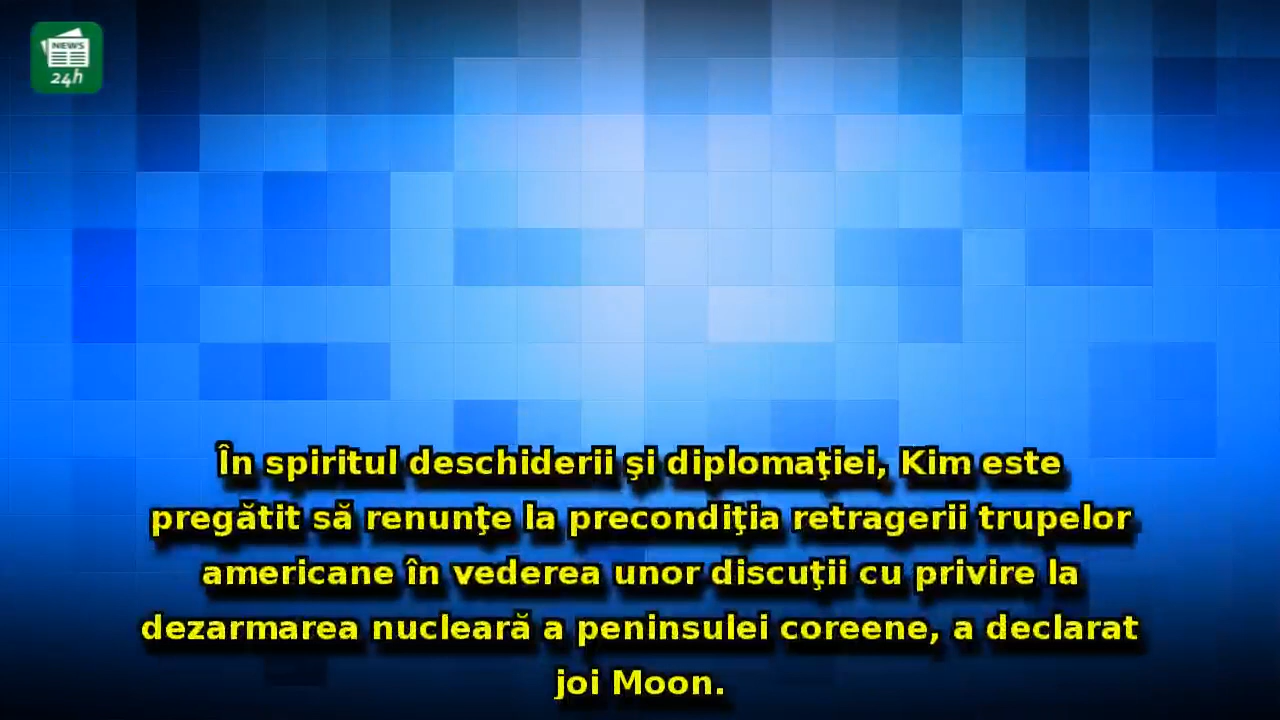 NEWS
24h
În spiritul deschiderii şi diplomaţiei, Kim este
pregătit să renunţe la precondiţia retragerii trupelor
americane în vederea unor discuţii cu privire la
dezarmarea nucleară a peninsulei coreene, a declarat
joi Moon.